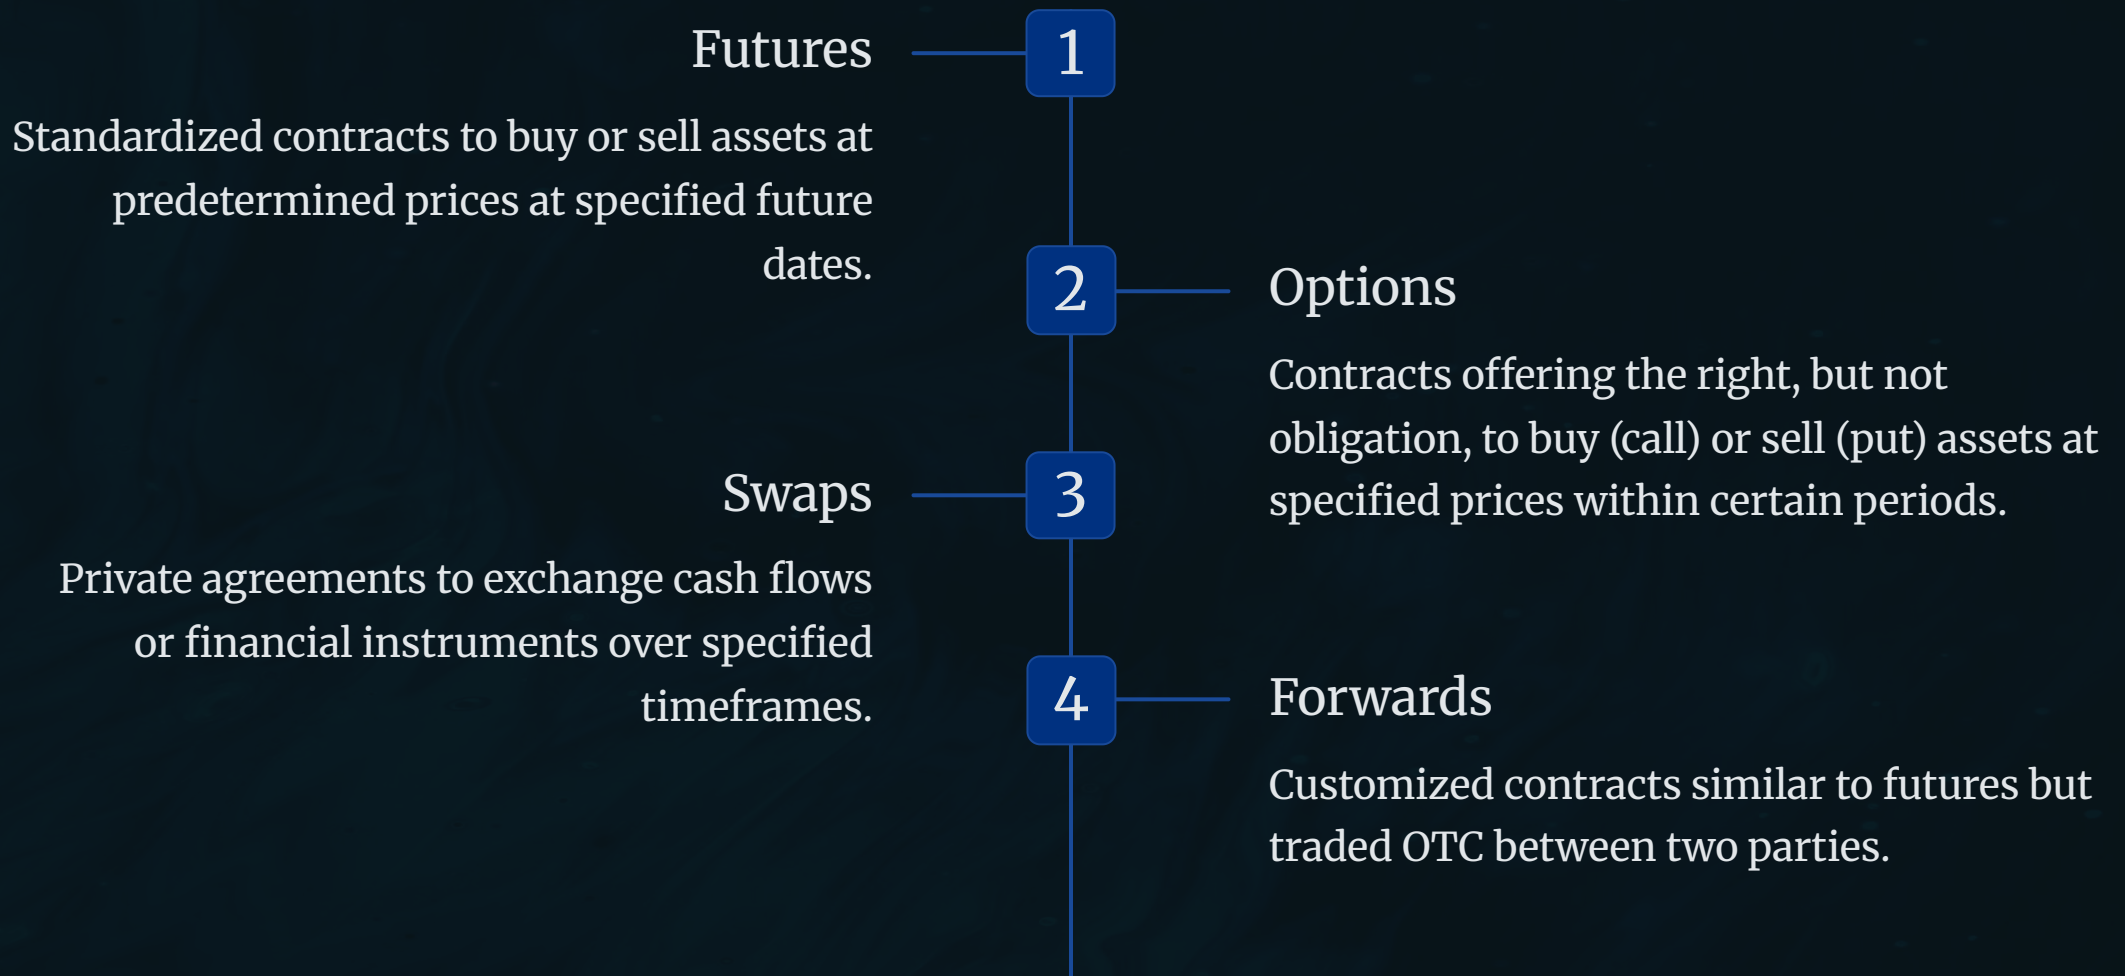 Futures
1
Standardized contracts to buy or sell assets at
predetermined prices at specified future
dates.
2
Options
Contracts offering the right, but not
obligation, to buy (call) or sell (put) assets at
specified prices within certain periods.
Swaps
3
Private agreements to exchange cash flows
or financial instruments over specified
timeframes.
4
Forwards
Customized contracts similar to futures but
traded OTC between two parties.